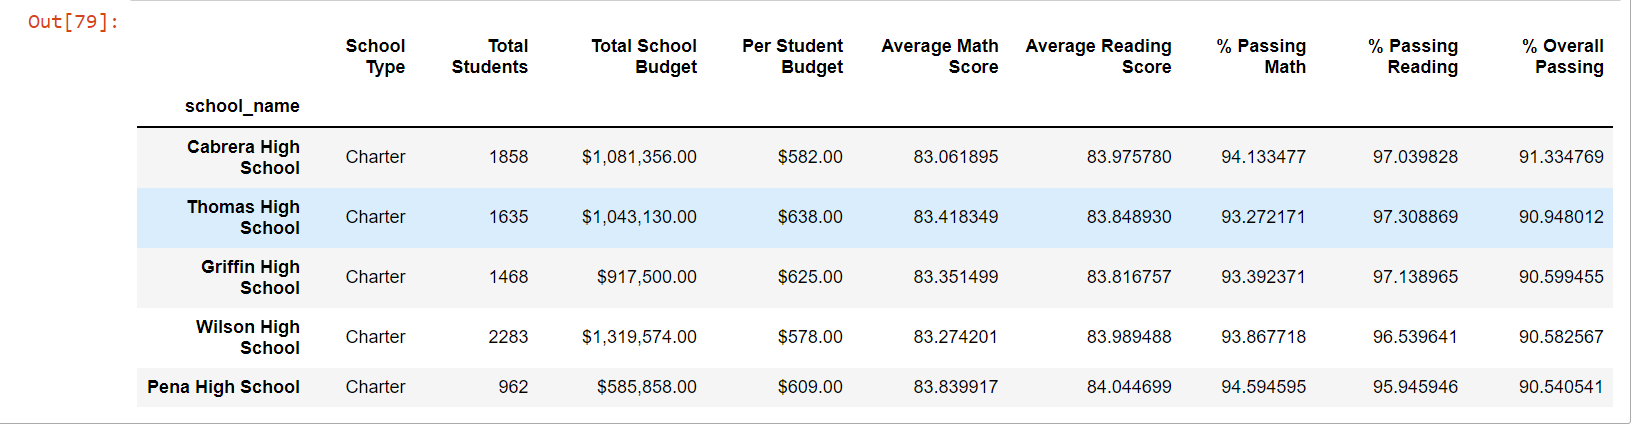 Out[79]:
School Type Total Students Total School Budget Per Student Budget Average Math Score Average Reading Score % Passing Math % Passing Reading % Overall Passing
school_name
Cabrera High School Charter 1858 $1,081,356.00 $582.00 83.061895 83.975780 94.133477 97.039828 91.334769
Thomas High School Charter 1635 $1,043,130.00 $638.00 83.418349 83.848930 93.272171 97.308869 90.948012
Griffin High School Charter 1468 $917,500.00 $625.00 83.351499 83.816757 93.392371 97.138965 90.599455
Wilson High School Charter 2283 $1,319,574.00 $578.00 83.274201 83.989488 93.867718 96.539641 90.582567
Pena High School Charter 962 $585,858.00 $609.00 83.839917 84.044699 94.594595 95.945946 90.540541